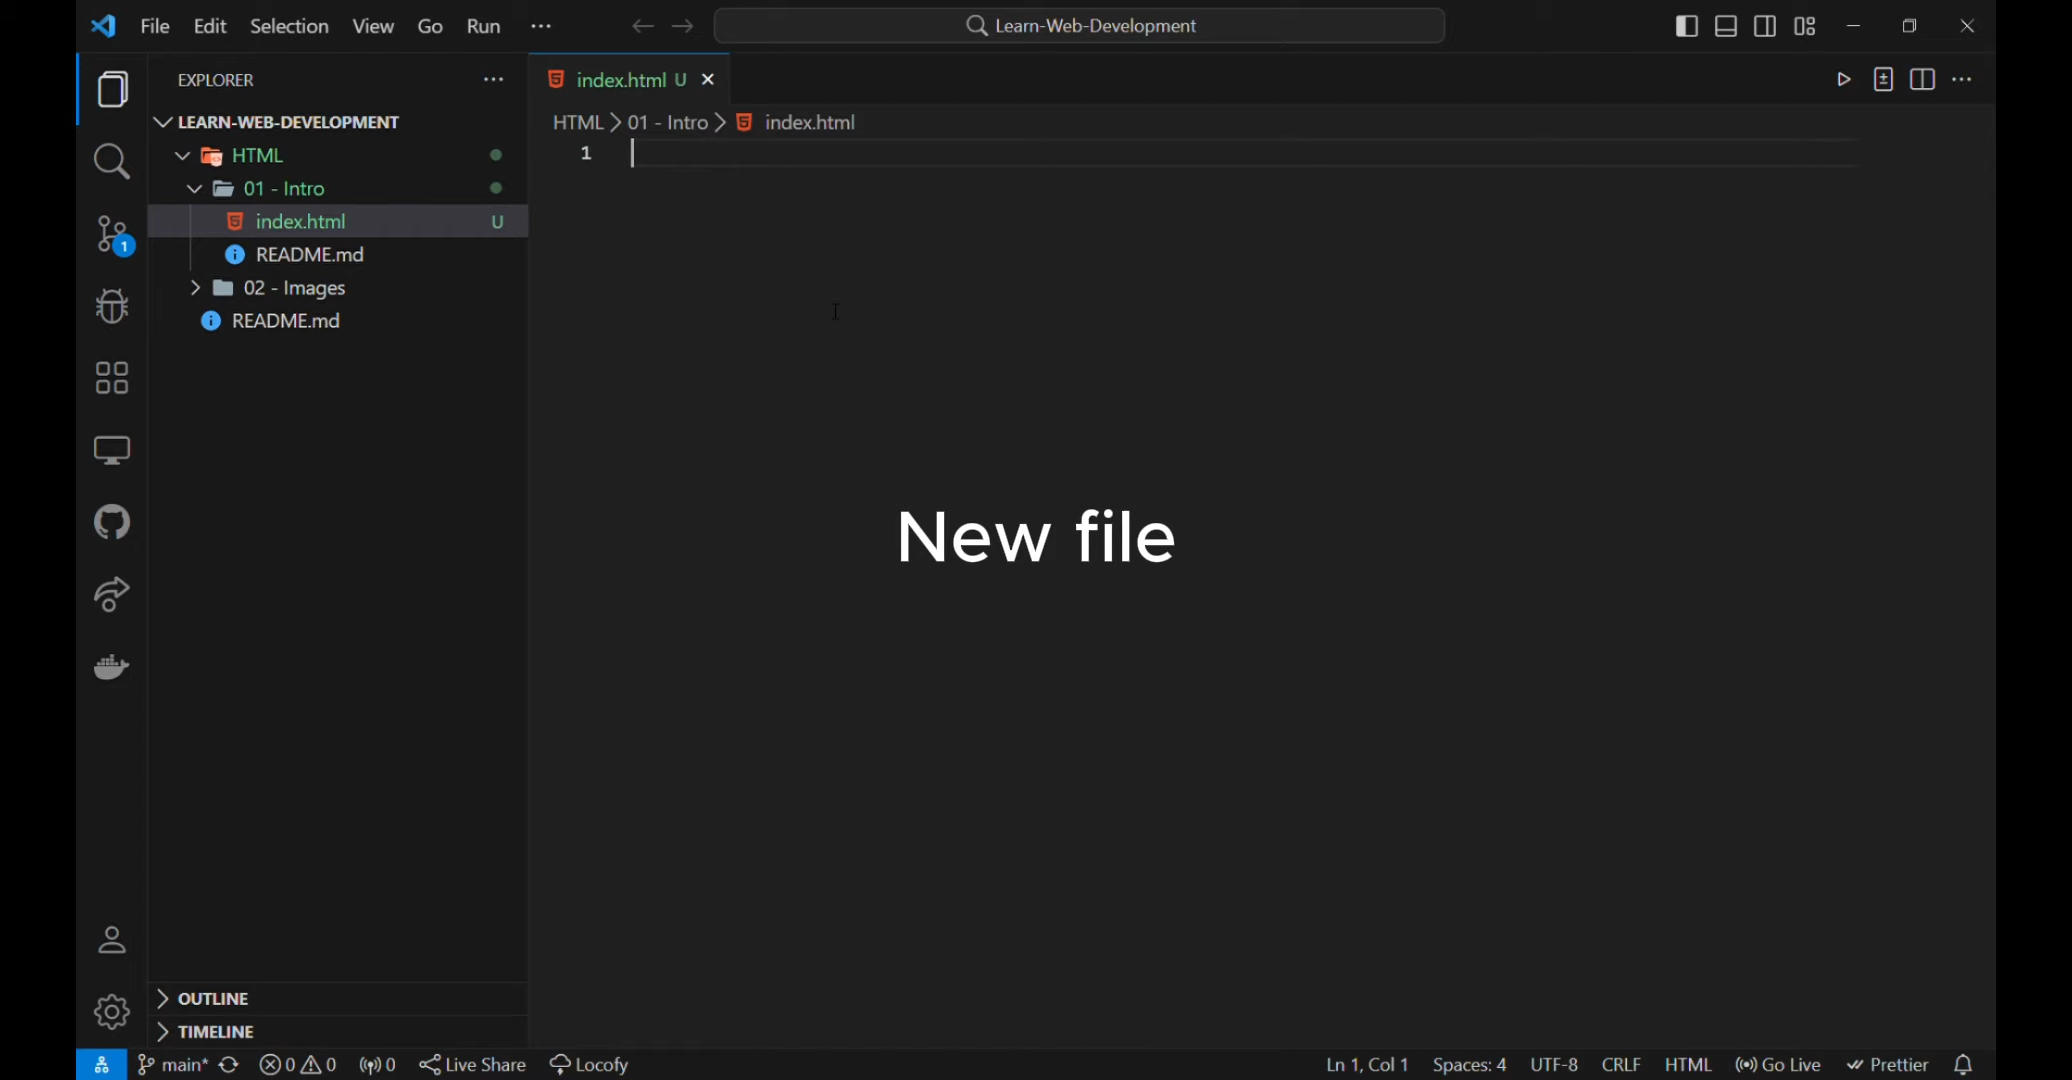 File Edit Selection View Go Run ···
Learn-Web-Development
EXPLORER ···
index.html U
LEARN-WEB-DEVELOPMENT
HTML > 01 - Intro > index.html
HTML
1
01 - Intro
index.html U
1
README.md
02 - Images
README.md
New file
OUTLINE
TIMELINE
main* 0 0 0 Live Share Locofy Ln 1, Col 1 Spaces: 4 UTF-8 CRLF HTML Go Live Prettier